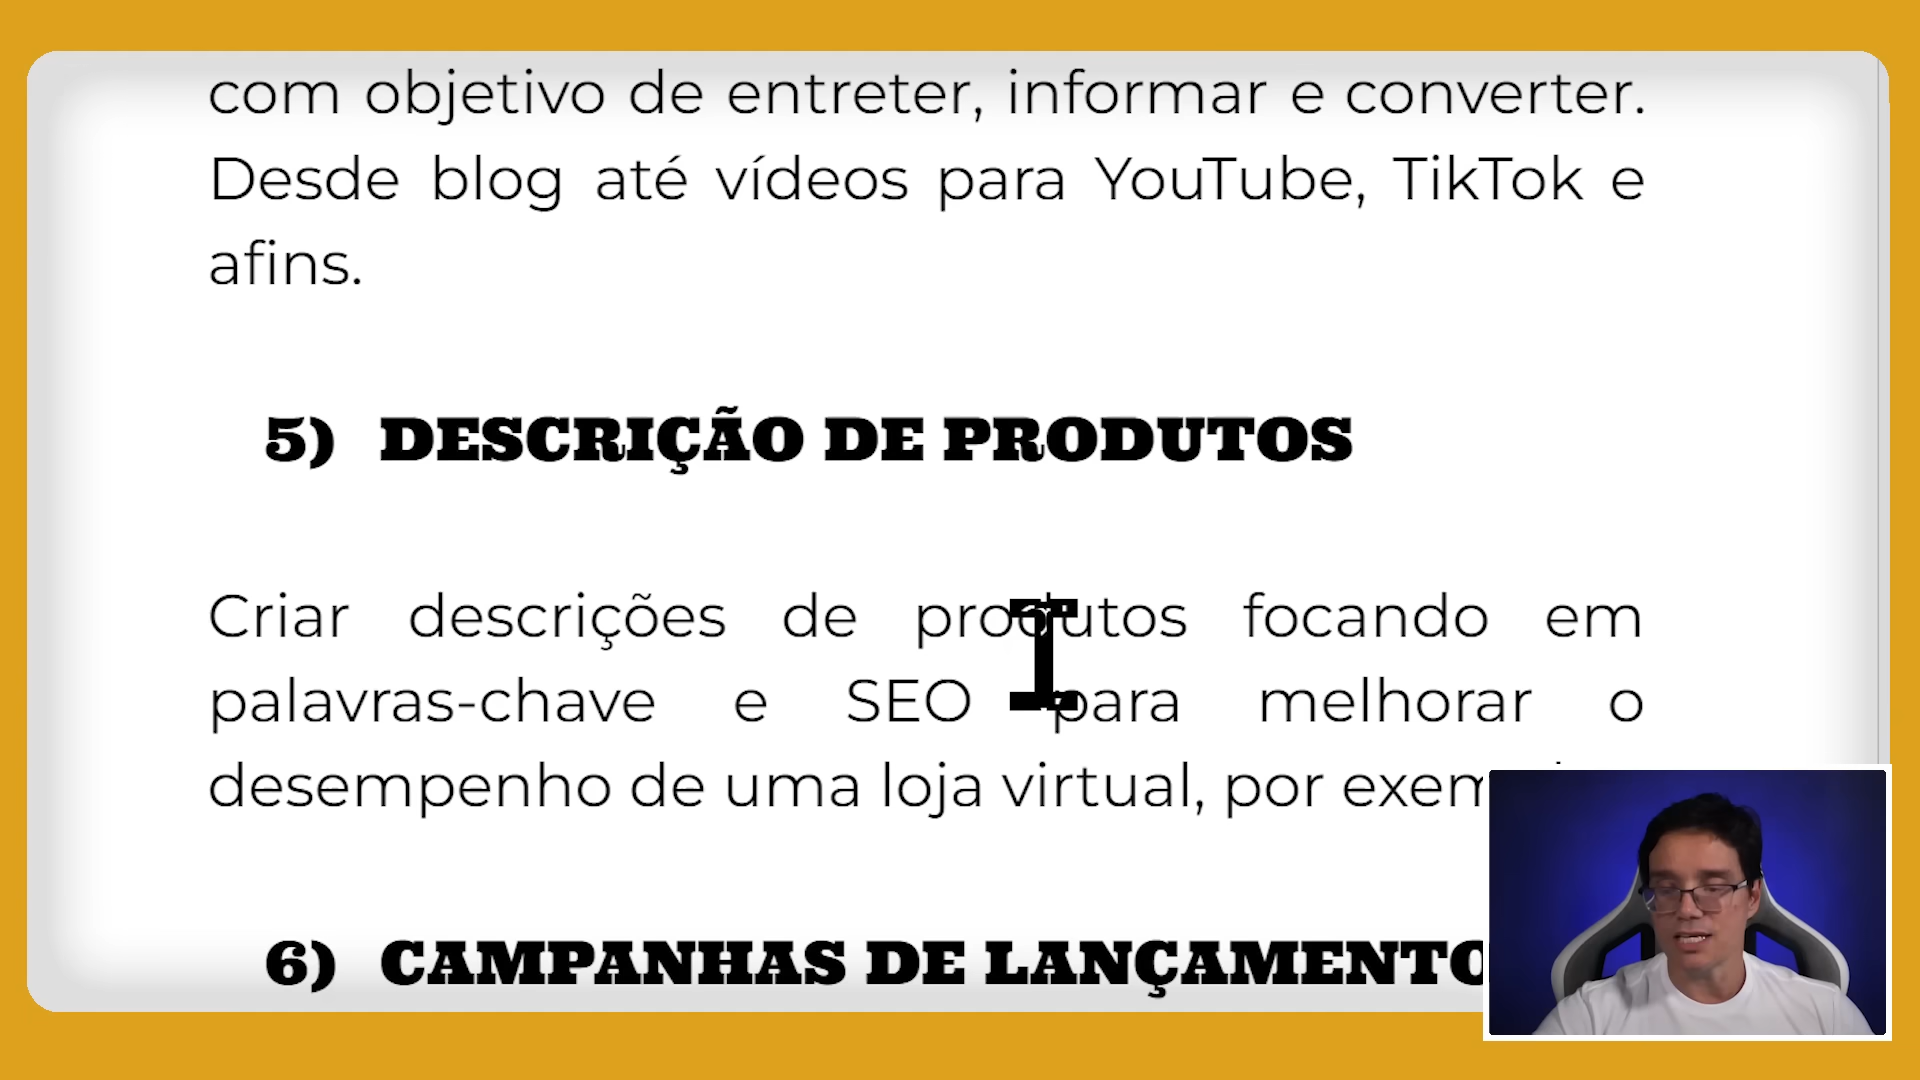 com objetivo de entreter, informar e converter.
Desde blog até vídeos para YouTube, TikTok e
afins.
5) DESCRIÇÃO DE PRODUTOS
Criar descrições de produtos focando em
palavras-chave e SEO para melhorar o
desempenho de uma loja virtual, por
6) CAMPANHAS DE